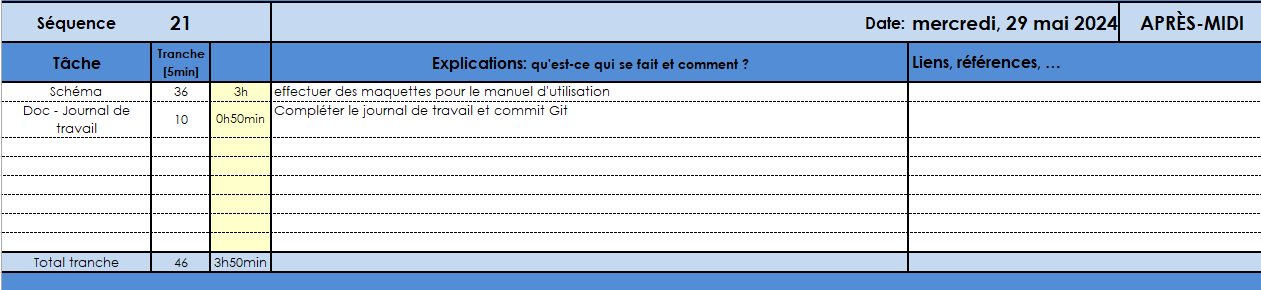 Séquence 21 Date: mercredi, 29 mai 2024 APRÈS-MIDI
Tâche Tranche [5min] Explications: qu'est-ce qui se fait et comment ? Liens, références, …
Schéma 36 3h effectuer des maquettes pour le manuel d'utilisation
Doc - Journal de travail 10 0h50min Compléter le journal de travail et commit Git
Total tranche 46 3h50min